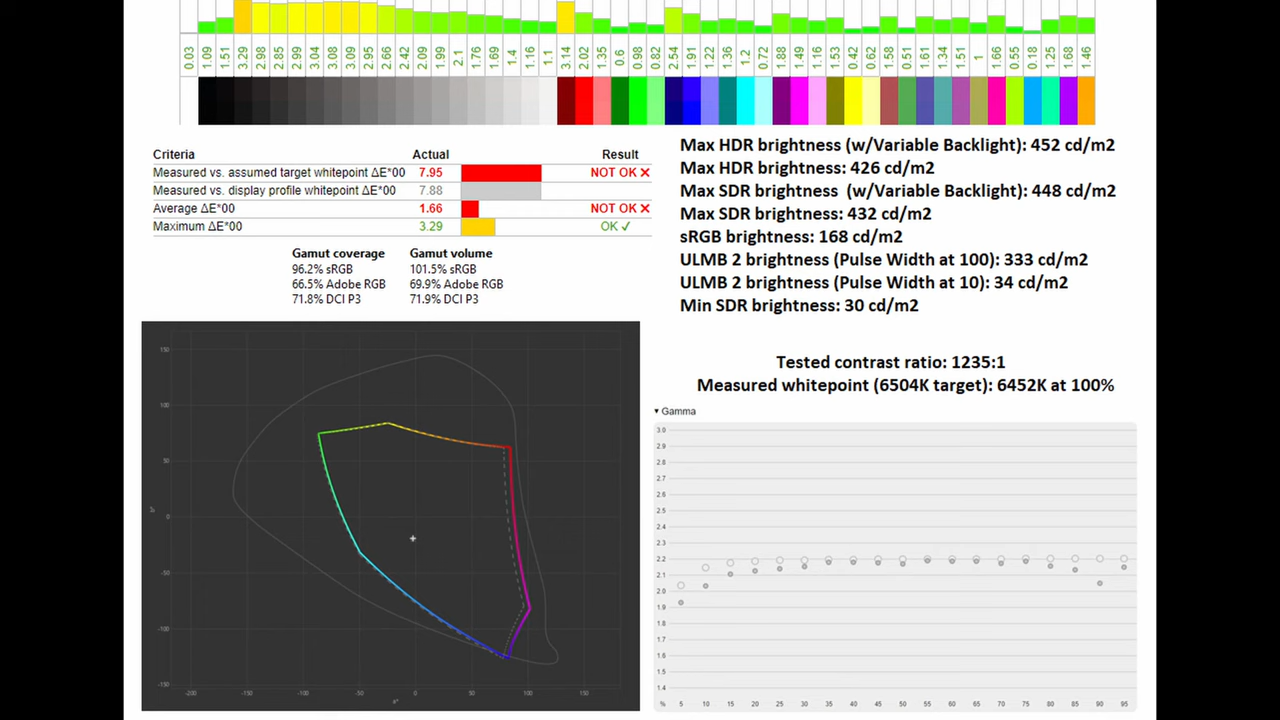 0.03 1.09 1.51 3.29 2.98 2.85 2.99 3.04 3.08 3.09 2.95 2.66 2.42 2.09 1.99 2.1 1.76 1.69 1.4 1.16 1.1 3.14 2.02 1.35 0.6 0.98 0.82 2.54 1.91 1.22 1.36 1.2 0.72 1.88 1.49 1.16 1.53 0.42 0.62 1.58 0.51 1.61 1.34 1.51 1 1.66 0.55 0.18 1.25 1.68 1.46
Criteria Actual Result
Measured vs. assumed target whitepoint ΔE*00 7.95 NOT OK ✕
Measured vs. display profile whitepoint ΔE*00 7.88
Average ΔE*00 1.66 NOT OK ✕
Maximum ΔE*00 3.29 OK ✓
Gamut coverage Gamut volume
96.2% sRGB 101.5% sRGB
66.5% Adobe RGB 69.9% Adobe RGB
71.8% DCI P3 71.9% DCI P3
Max HDR brightness (w/Variable Backlight): 452 cd/m2
Max HDR brightness: 426 cd/m2
Max SDR brightness (w/Variable Backlight): 448 cd/m2
Max SDR brightness: 432 cd/m2
sRGB brightness: 168 cd/m2
ULMB 2 brightness (Pulse Width at 100): 333 cd/m2
ULMB 2 brightness (Pulse Width at 10): 34 cd/m2
Min SDR brightness: 30 cd/m2
Tested contrast ratio: 1235:1
Measured whitepoint (6504K target): 6452K at 100%
150
100
50
0
-50
-100
-150
-200 -150 -100 -50 0 50 100 150
a*
b*
▾ Gamma
3.0
2.9
2.8
2.7
2.6
2.5
2.4
2.3
2.2
2.1
2.0
1.9
1.8
1.7
1.6
1.5
1.4
% 5 10 15 20 25 30 35 40 45 50 55 60 65 70 75 80 85 90 95